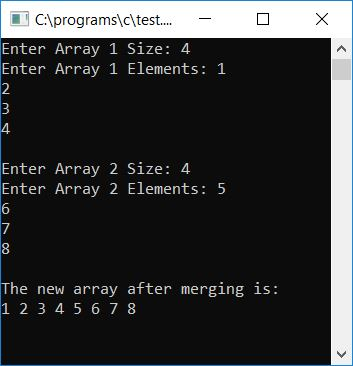 C:\programs\c\test....
Enter Array 1 Size: 4
Enter Array 1 Elements: 1
2
3
4
Enter Array 2 Size: 4
Enter Array 2 Elements: 5
6
7
8
The new array after merging is:
1 2 3 4 5 6 7 8